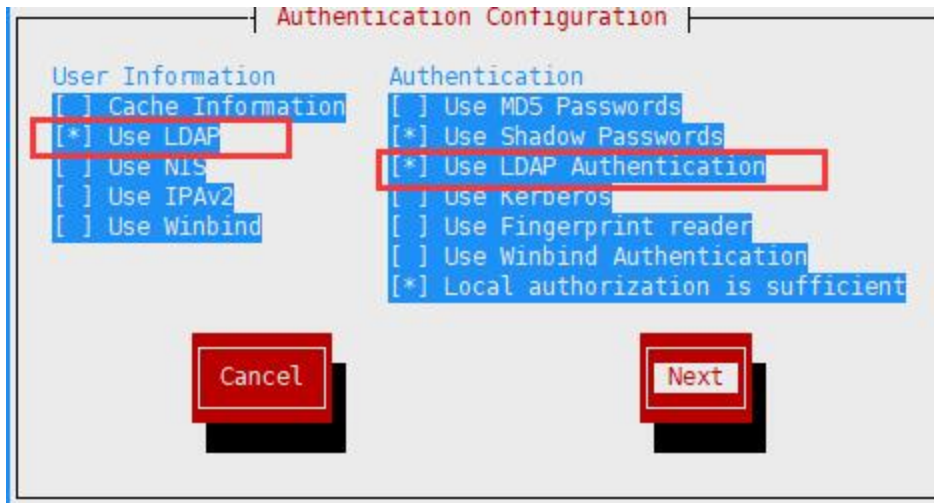 Authentication Configuration
User Information
[ ] Cache Information
[*] Use LDAP
[ ] Use NIS
[ ] Use IPAv2
[ ] Use Winbind
Authentication
[ ] Use MD5 Passwords
[*] Use Shadow Passwords
[*] Use LDAP Authentication
[ ] Use Kerberos
[ ] Use Fingerprint reader
[ ] Use Winbind Authentication
[*] Local authorization is sufficient
Cancel
Next